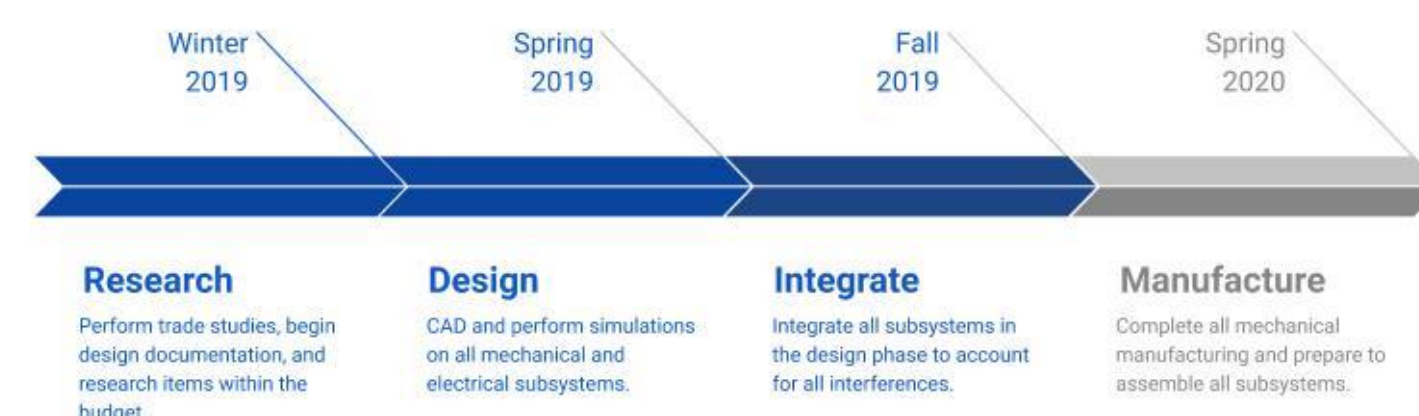 Winter
2019
Spring
2019
Fall
2019
Spring
2020
Research
Perform trade studies, begin
design documentation, and
research items within the
budget
Design
CAD and perform simulations
on all mechanical and
electrical subsystems.
Integrate
Integrate all subsystems in
the design phase to account
for all interferences.
Manufacture
Complete all mechanical
manufacturing and prepare to
assemble all subsystems.